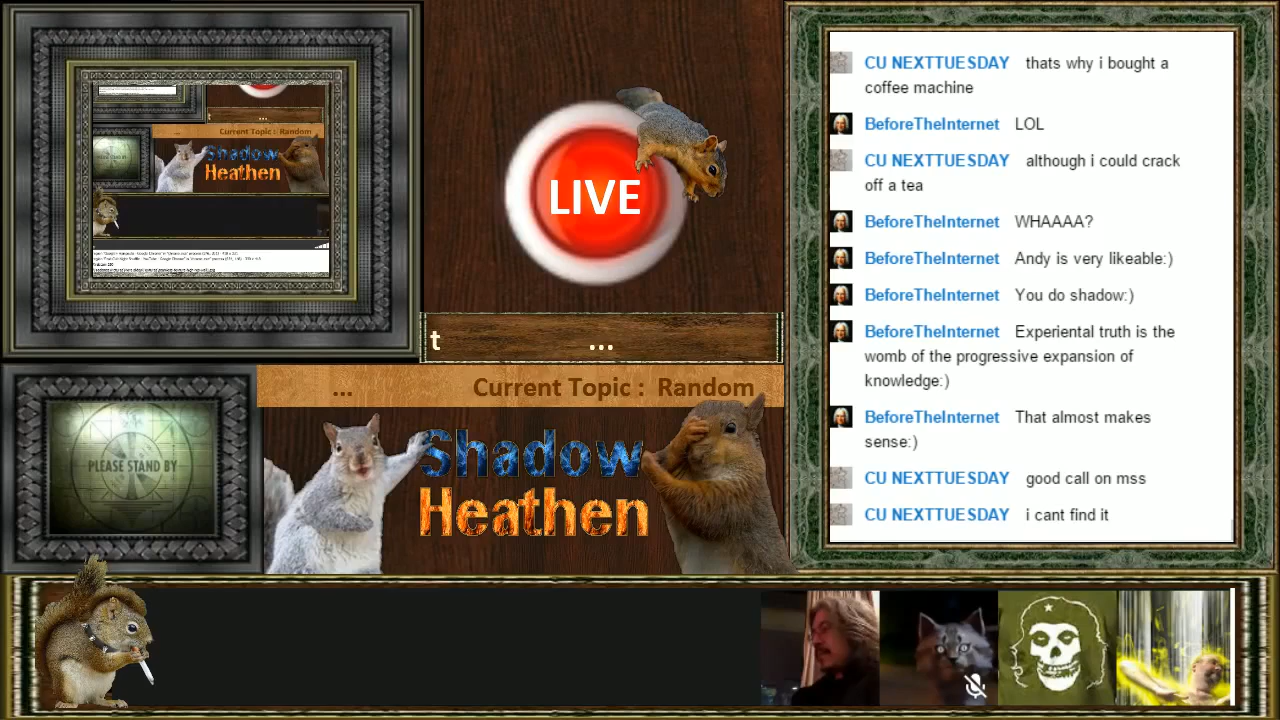 Current Topic : Random
Shadow
Heathen
LIVE
t ...
... Current Topic : Random
PLEASE STAND BY
Shadow
Heathen
CU NEXTTUESDAY thats why i bought a
coffee machine
BeforeTheInternet LOL
CU NEXTTUESDAY although i could crack
off a tea
BeforeTheInternet WHAAAA?
BeforeTheInternet Andy is very likeable:)
BeforeTheInternet You do shadow:)
BeforeTheInternet Experiental truth is the
womb of the progressive expansion of
knowledge:)
BeforeTheInternet That almost makes
sense:)
CU NEXTTUESDAY good call on mss
CU NEXTTUESDAY i cant find it